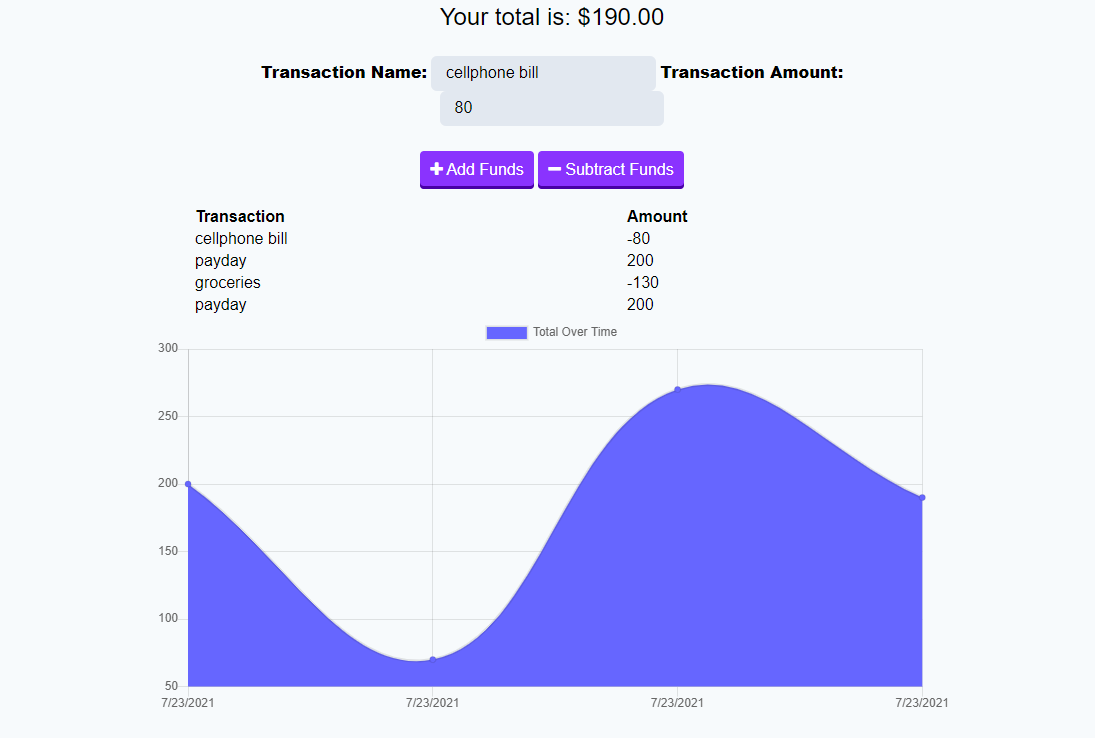 Your total is: $190.00
Transaction Name: cellphone bill Transaction Amount:
80
Add Funds Subtract Funds
Transaction Amount
cellphone bill -80
payday 200
groceries -130
payday 200
Total Over Time
300
250
200
150
100
50
7/23/2021 7/23/2021 7/23/2021 7/23/2021